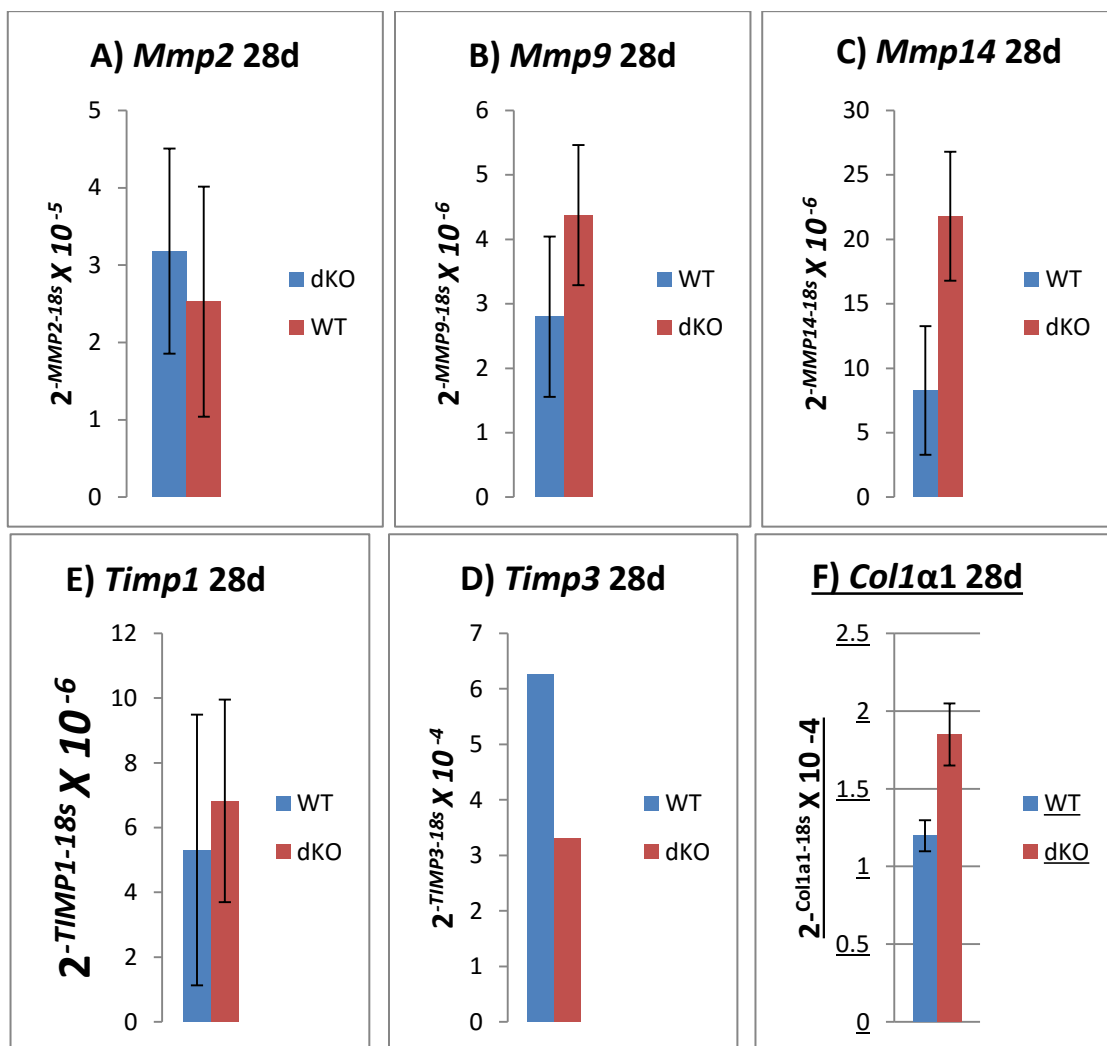 A) Mmp2 28d
2-MMP2-18s X 10-5
5
4
3
2
1
0
dKO
WT
B) Mmp9 28d
2-MMP9-18s X 10-6
6
5
4
3
2
1
0
WT
dKO
C) Mmp14 28d
2-MMP14-18s X 10-6
30
25
20
15
10
5
0
WT
dKO
E) Timp1 28d
2-TIMP1-18s X 10-6
12
10
8
6
4
2
0
WT
dKO
D) Timp3 28d
2-TIMP3-18s X 10-4
7
6
5
4
3
2
1
0
WT
dKO
F) Col1α1 28d
2-Col1a1-18s X 10 -4
2.5
2
1.5
1
0.5
0
WT
dKO